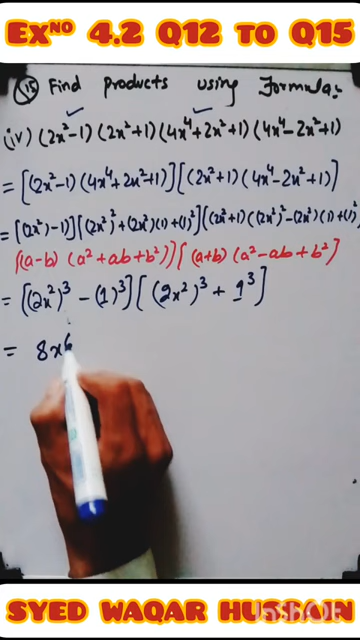 Exᴺᴼ 4.2 Q12 TO Q15
(15) Find products using Formula:-
(iv) (2x²-1) (2x²+1) (4x⁴+2x²+1) (4x⁴-2x²+1)
= [(2x²-1) (4x⁴+2x²+1)] [(2x²+1) (4x⁴-2x²+1)]
= [(2x²)-1)] [(2x²)²+(2x²)(1)+(1)²] [(2x²+1) (2x²)²-(2x²)(1)+(1)²
[(a-b) (a²+ab+b²)] [(a+b) (a²-ab+b²]
= [(2x²)³ - (1)³] [(2x²)³ + 1³]
= 8x⁶
SYED WAQAR HUSSAIN
InShOt